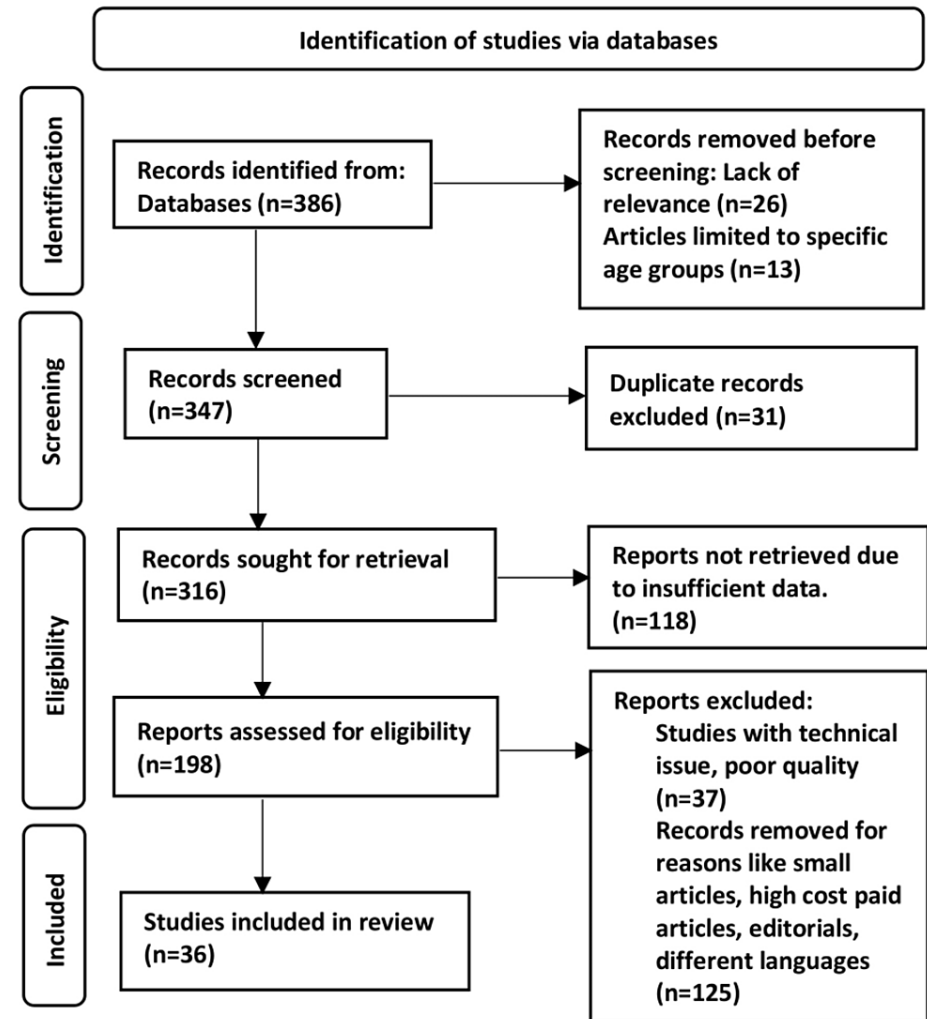 Identification of studies via databases
Identification
Records identified from:
Databases (n=386)
Records removed before
screening: Lack of
relevance (n=26)
Articles limited to specific
age groups (n=13)
Screening
Records screened
(n=347)
Duplicate records
excluded (n=31)
Eligibility
Records sought for retrieval
(n=316)
Reports not retrieved due
to insufficient data.
(n=118)
Reports assessed for eligibility
(n=198)
Reports excluded:
Studies with technical
issue, poor quality
(n=37)
Records removed for
reasons like small
articles, high cost paid
articles, editorials,
different languages
(n=125)
Included
Studies included in review
(n=36)